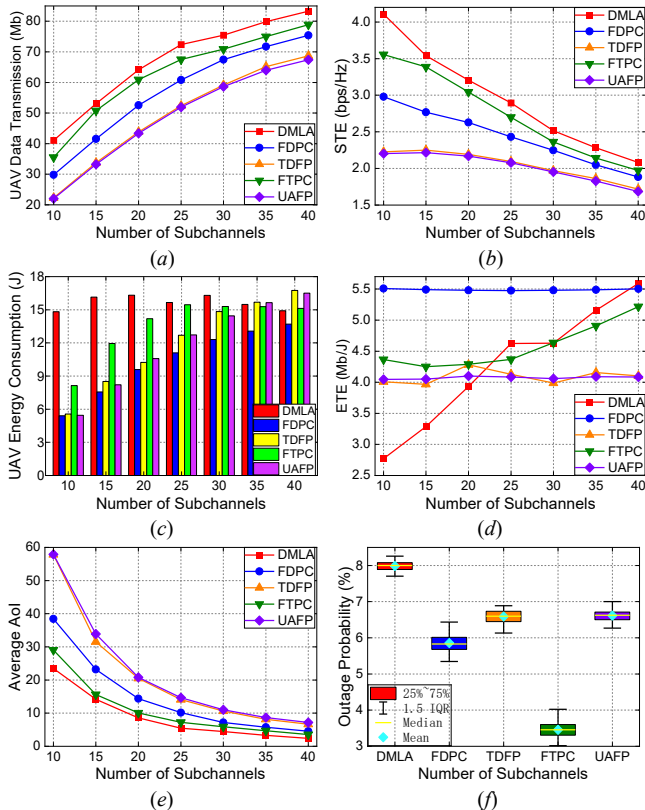 (a)
UAV Data Transmission (Mb)
90
80
70
60
50
40
30
20
10 15 20 25 30 35 40
Number of Subchannels
DMLA
FDPC
TDFP
FTPC
UAFP
(b)
STE (bps/Hz)
4.0
3.5
3.0
2.5
2.0
1.5
10 15 20 25 30 35 40
Number of Subchannels
DMLA
FDPC
TDFP
FTPC
UAFP
(a)
(b)
UAV Energy Consumption (J)
18
15
12
9
6
3
0
10 15 20 25 30 35 40
Number of Subchannels
DMLA
FDPC
TDFP
FTPC
UAFP
(c)
ETE (Mb/J)
5.5
5.0
4.5
4.0
3.5
3.0
2.5
10 15 20 25 30 35 40
Number of Subchannels
DMLA
FDPC
TDFP
FTPC
UAFP
(d)
Average AoI
60
50
40
30
20
10
0
10 15 20 25 30 35 40
Number of Subchannels
DMLA
FDPC
TDFP
FTPC
UAFP
(e)
Outage Probability (%)
8
7
6
5
4
3
25%~75%
1.5 IQR
Median
Mean
DMLA FDPC TDFP FTPC UAFP
Number of Subchannels
(f)